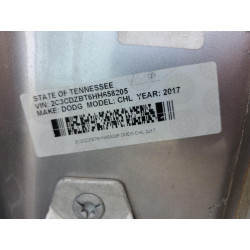 STATE OF TENNESSEE
VIN: 2C3CDZBT6HH658205
MAKE: DODG MODEL: CHL YEAR: 2017